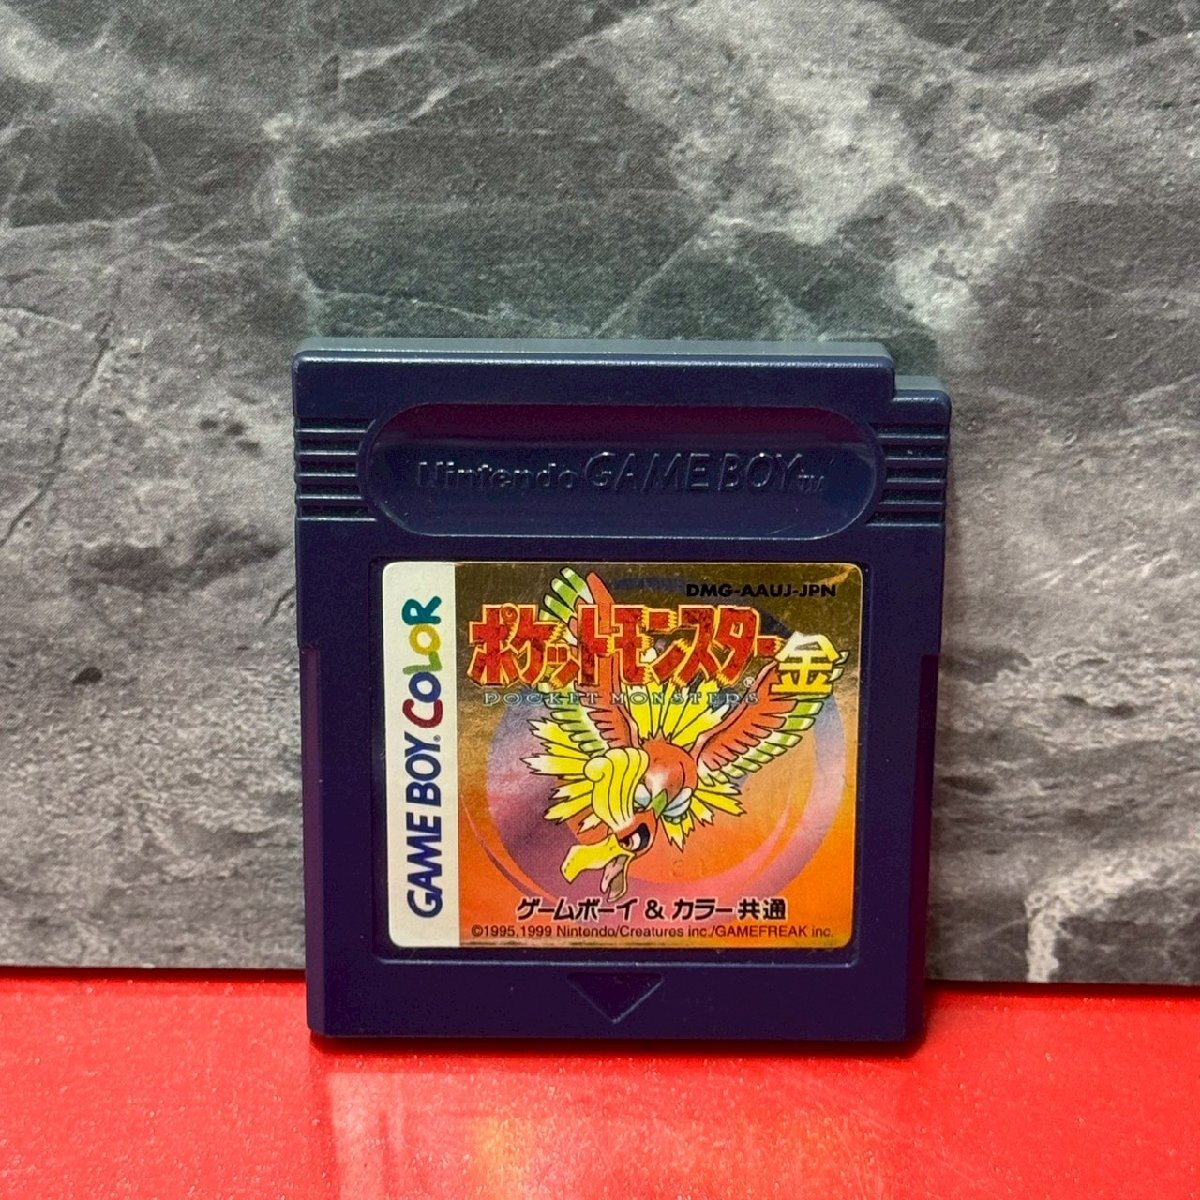 Nintendo GAME BOY™
GAME BOY COLOR
DMG-AAUJ-JPN
ポケットモンスター金
POCKET MONSTERS
ゲームボーイ & カラー共通
©1995,1999 Nintendo/Creatures inc./GAMEFREAK inc.